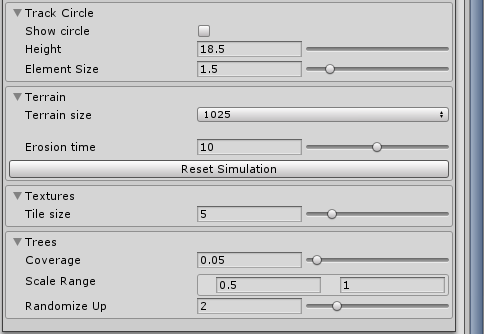 Track Circle
Show circle
Height 18.5
Element Size 1.5
Terrain
Terrain size 1025
Erosion time 10
Reset Simulation
Textures
Tile size 5
Trees
Coverage 0.05
Scale Range 0.5 1
Randomize Up 2